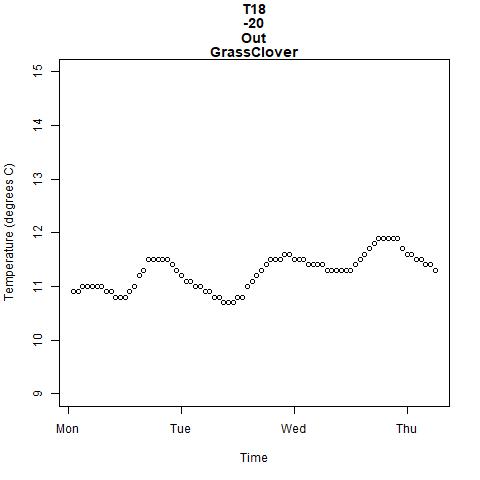 T18
-20
Out
GrassClover
Temperature (degrees C)
15
14
13
12
11
10
9
Mon Tue Wed Thu
Time